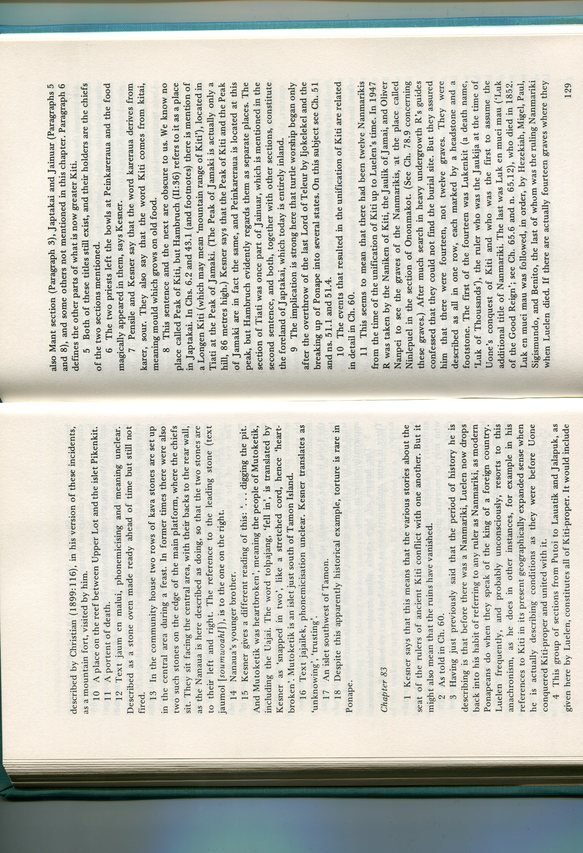 described by Christian (1899:116), in his version of these incidents,
as a mountain fort, visited by him.
10 A place on the reef between Upper Lot and the islet Pikenkit.
11 A portent of death.
12 Text jaum en malui, phonemicising and meaning unclear.
Described as a stone oven made ready ahead of time but still not
fired.
13 In the community house two rows of kava stones are set up
in the central area during a feast. In former times there were also
two such stones on the edge of the main platform, where the chiefs
sit. They sit facing the central area, with their backs to the rear wall,
as the Nanaua is here described as doing, so that the two stones are
to their left and right. The reference to the leading stone (text
jaumol [soumwoahl]), is to the one on the right.
14 Nanaua's younger brother.
15 Kesner gives a different reading of this: '. . . digging the pit.
And Mutoketik was heartbroken', meaning the people of Mutoketik,
including the Uajai. The word tolpajang, 'fell in', is translated by
Kesner as 'snapped in two', like a stretched cord, hence 'heart-
broken'. Mutoketik is an islet just south of Tamon Island.
16 Text jajailek, phonemicisation unclear. Kesner translates as
'unknowing', 'trusting'.
17 An islet southwest of Tamon.
18 Despite this apparently historical example, torture is rare in
Ponape.
Chapter 83
1 Kesner says that this means that the various stories about the
seat of the rulers of ancient Kiti conflict with one another. But it
might also mean that the ruins have vanished.
2 As told in Ch. 60.
3 Having just previously said that the period of history he is
describing is that before there was a Nanmariki, Luelen now drops
back into his habit of referring to any ruler as Nanmariki, as modern
Ponapeans do when they speak of the king of a foreign country.
Luelen frequently, and probably unconsciously, resorts to this
anachronism, as he does in other instances, for example in his
references to Kiti in its present geographically expanded sense when
he is actually describing conditions as they were before Uone
conquered Kiti-proper and united with it.
4 This group of sections from Putoi to Lauatik and Jalapuk, as
given here by Luelen, constitutes all of Kiti-proper. It would include
also Mant section (Paragraph 3), Japtakai and Jainuar (Paragraphs 5
and 8), and some others not mentioned in this chapter. Paragraph 6
defines the other parts of what is now greater Kiti.
5 Both of these titles still exist, and their holders are the chiefs
of the two sections mentioned.
6 The two priests left the bowls at Peinkareraua and the food
magically appeared in them, says Kesner.
7 Pensile and Kesner say that the word kareraua derives from
karer, sour. They also say that the word Kiti comes from kitai,
meaning mould which grows on old food.
8 This sentence and the next are obscure to us. We know no
place called Peak of Kiti, but Hambruch (II:36) refers to it as a place
in Japtakai. In Chs. 6.2 and 43.1 (and footnotes) there is mention of
a Longen Kiti (which may mean 'mountain range of Kiti'), located in
Tiati at the Peak of Jamaki. (The Peak of Jamaki is actually only a
hill, 86 metres high.) Kesner says that the Peak of Kiti and the Peak
of Jamaki are in fact the same, and Peinkareraua is located at this
peak, but Hambruch evidently regards them as separate places. The
section of Tiati was once part of Jainuar, which is mentioned in the
second sentence, and both, together with other sections, constitute
the foreland of Japtakai, which today is entirely inland.
9 The implication is strong here that turtle worship began only
after the overthrow of the last Lord of Teleur by Ijokelekel and the
breaking up of Ponape into several states. On this subject see Ch. 51
and ns. 51.1 and 51.4.
10 The events that resulted in the unification of Kiti are related
in detail in Ch. 60.
11 This seems to mean that there had been twelve Nanmarikis
from the time of the unification of Kiti up to Luelen's time. In 1947
R was taken by the Naniken of Kiti, the Jaulik of Jamai, and Oliver
Nanpei to see the graves of the Nanmarikis, at the place called
Ninlepuel in the section of Ononmakot. (See Ch. 78.9 concerning
these graves.) After much search in heavy undergrowth R's guides
confessed that they could not find the burial site. But they assured
him that there were fourteen, not twelve graves. They were
described as all in one row, each marked by a headstone and a
footstone. The first of the fourteen was Lukenkit (a death name,
'Luk of Thousands'), the ruler who was the Jaukija at the time of
Uone's conquest of Kiti and who was the first to assume the
additional title of Nanmariki. The last was Luk en muei mau ('Luk
of the Good Reign'; see Ch. 65.6 and n. 65.12), who died in 1852.
Luk en muei mau was followed, in order, by Hezekiah, Migel, Paul,
Sigismundo, and Benito, the last of whom was the ruling Nanmariki
when Luelen died. If there are actually fourteen graves where they
129